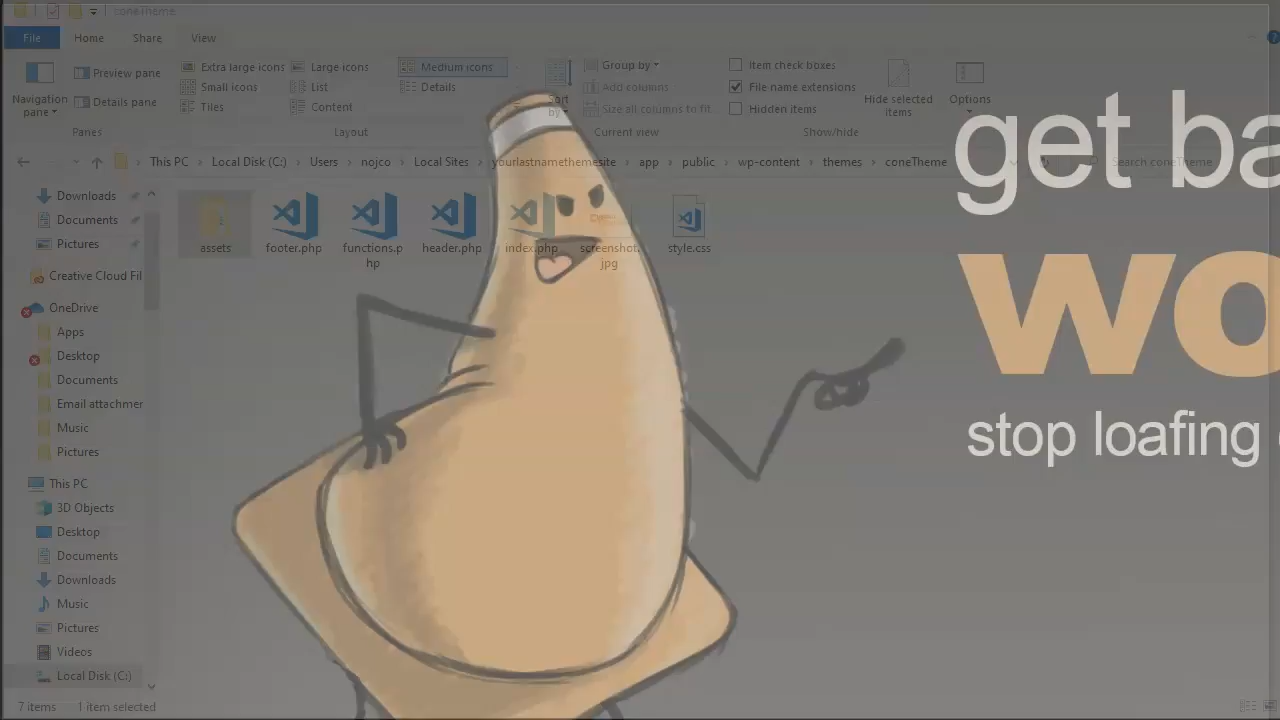 coneTheme
File Home Share View
Navigation pane
Preview pane
Details pane
Panes
Extra large icons Large icons Medium icons
Small icons List Details
Tiles Content
Layout
Sort by
Group by
Add columns
Size all columns to fit
Current view
Item check boxes
File name extensions
Hidden items
Hide selected items
Options
Show/hide
This PC > Local Disk (C:) > Users > nojco > Local Sites > yourlastnamethemesite > app > public > wp-content > themes > coneTheme
Search coneTheme
Downloads
Documents
Pictures
Creative Cloud Fil
OneDrive
Apps
Desktop
Documents
Email attachmer
Music
Pictures
This PC
3D Objects
Desktop
Documents
Downloads
Music
Pictures
Videos
Local Disk (C:)
assets
footer.php
functions.p
hp
header.php
index.php
screenshot.
jpg
style.css
get ba
wo
stop loafing
7 items 1 item selected